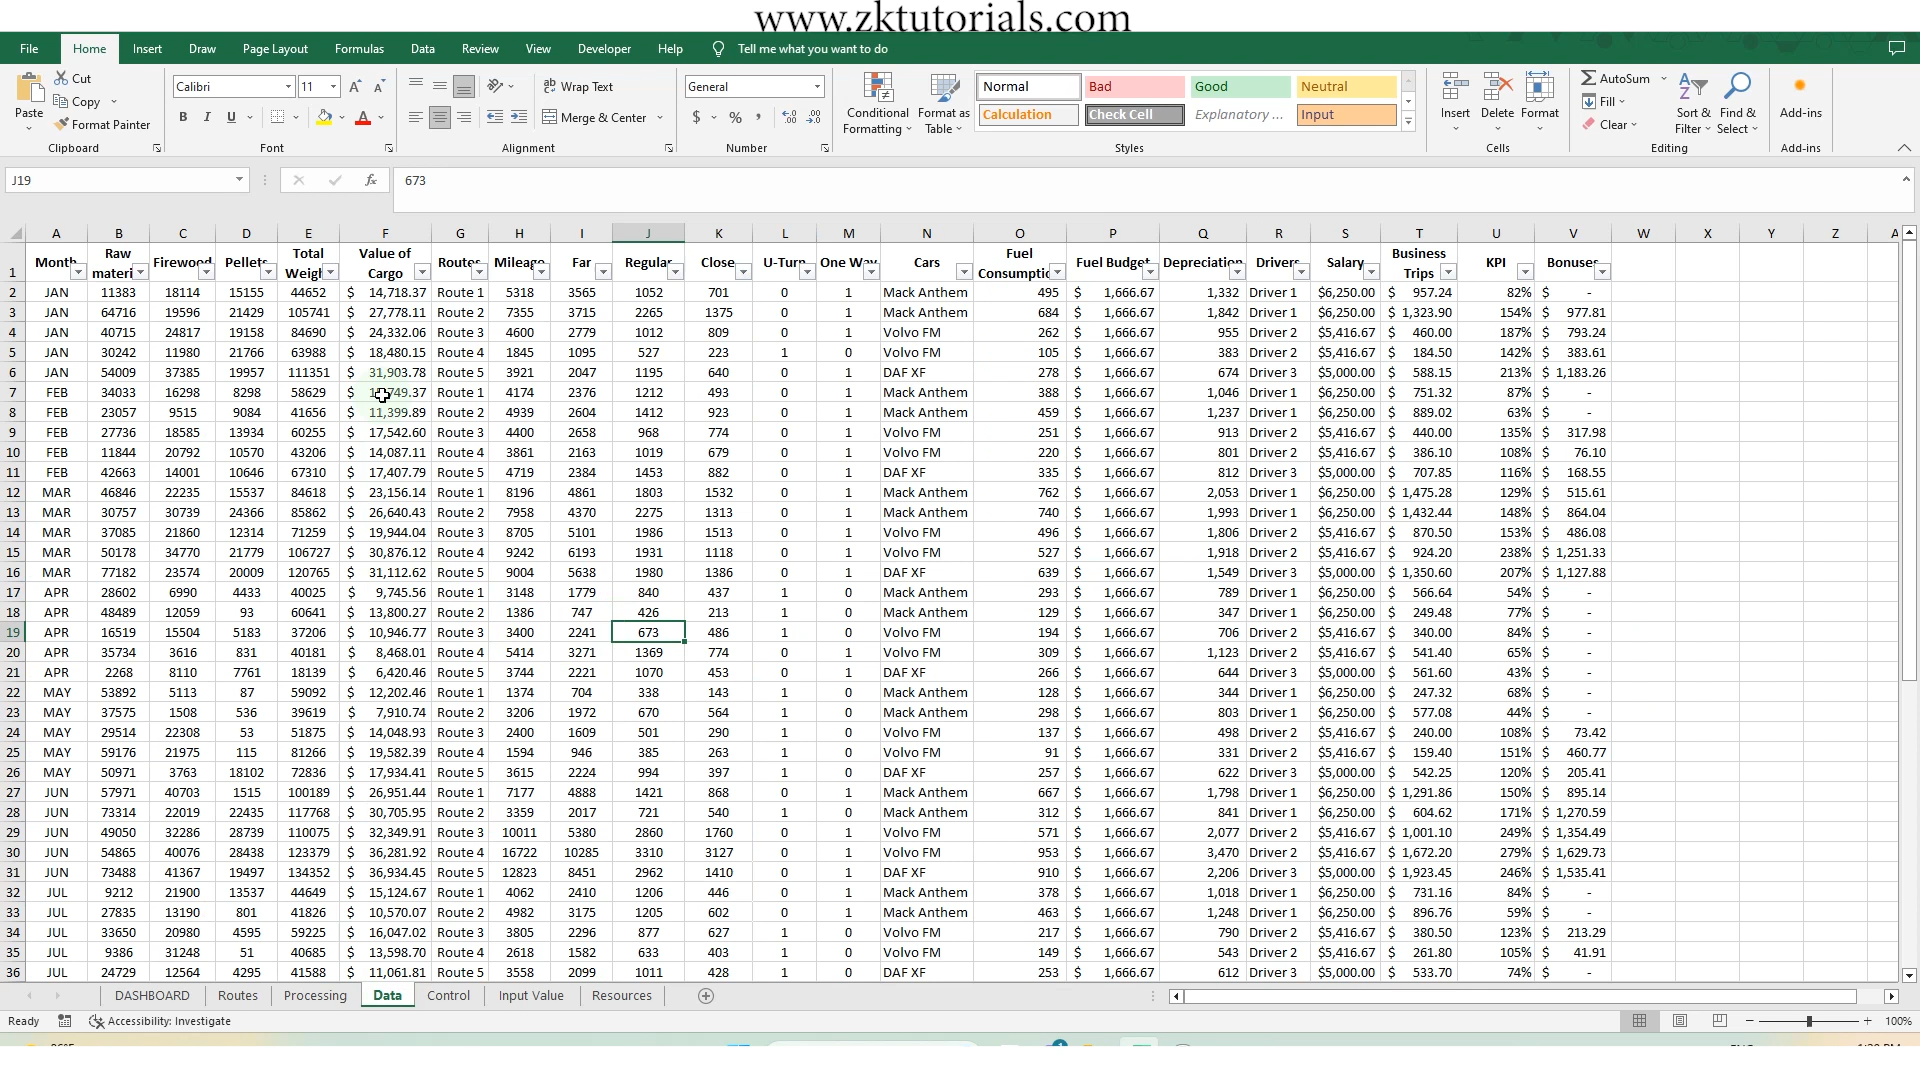 www.zktutorials.com
File Home Insert Draw Page Layout Formulas Data Review View Developer Help Tell me what you want to do
Cut Calibri 11 Wrap Text General Normal Bad Good Neutral AutoSum
Copy Fill
Paste Format Painter B I U Merge & Center $ % Conditional Formatting Format as Table Calculation Check Cell Explanatory ... Input Insert Delete Format Clear Sort & Filter Find & Select Add-ins
Clipboard Font Alignment Number Styles Cells Editing Add-ins
J19 fx 673
A B C D E F G H I J K L M N O P Q R S T U V W X Y Z
1 Month Raw materi Firewood Pellets Total Weigh Value of Cargo Routes Mileage Far Regular Close U-Turn One Way Cars Fuel Consumptio Fuel Budget Depreciation Drivers Salary Business Trips KPI Bonuses
2 JAN 11383 18114 15155 44652 $ 14,718.37 Route 1 5318 3565 1052 701 0 1 Mack Anthem 495 $ 1,666.67 1,332 Driver 1 $6,250.00 $ 957.24 82% $ -
3 JAN 64716 19596 21429 105741 $ 27,778.11 Route 2 7355 3715 2265 1375 0 1 Mack Anthem 684 $ 1,666.67 1,842 Driver 1 $6,250.00 $ 1,323.90 154% $ 977.81
4 JAN 40715 24817 19158 84690 $ 24,332.06 Route 3 4600 2779 1012 809 0 1 Volvo FM 262 $ 1,666.67 955 Driver 2 $5,416.67 $ 460.00 187% $ 793.24
5 JAN 30242 11980 21766 63988 $ 18,480.15 Route 4 1845 1095 527 223 1 0 Volvo FM 105 $ 1,666.67 383 Driver 2 $5,416.67 $ 184.50 142% $ 383.61
6 JAN 54009 37385 19957 111351 $ 31,903.78 Route 5 3921 2047 1195 640 0 1 DAF XF 278 $ 1,666.67 674 Driver 3 $5,000.00 $ 588.15 213% $ 1,183.26
7 FEB 34033 16298 8298 58629 $ Route 1 4174 2376 1212 493 0 1 Mack Anthem 388 $ 1,666.67 1,046 Driver 1 $6,250.00 $ 751.32 87% $ -
8 FEB 23057 9515 9084 41656 $ 11,399.89 Route 2 4939 2604 1412 923 0 1 Mack Anthem 459 $ 1,666.67 1,237 Driver 1 $6,250.00 $ 889.02 63% $ -
9 FEB 27736 18585 13934 60255 $ 17,542.60 Route 3 4400 2658 968 774 0 1 Volvo FM 251 $ 1,666.67 913 Driver 2 $5,416.67 $ 440.00 135% $ 317.98
10 FEB 11844 20792 10570 43206 $ 14,087.11 Route 4 3861 2163 1019 679 0 1 Volvo FM 220 $ 1,666.67 801 Driver 2 $5,416.67 $ 386.10 108% $ 76.10
11 FEB 42663 14001 10646 67310 $ 17,407.79 Route 5 4719 2384 1453 882 0 1 DAF XF 335 $ 1,666.67 812 Driver 3 $5,000.00 $ 707.85 116% $ 168.55
12 MAR 46846 22235 15537 84618 $ 23,156.14 Route 1 8196 4861 1803 1532 0 1 Mack Anthem 762 $ 1,666.67 2,053 Driver 1 $6,250.00 $ 1,475.28 129% $ 515.61
13 MAR 30757 30739 24366 85862 $ 26,640.43 Route 2 7958 4370 2275 1313 0 1 Mack Anthem 740 $ 1,666.67 1,993 Driver 1 $6,250.00 $ 1,432.44 148% $ 864.04
14 MAR 37085 21860 12314 71259 $ 19,944.04 Route 3 8705 5101 1986 1513 0 1 Volvo FM 496 $ 1,666.67 1,806 Driver 2 $5,416.67 $ 870.50 153% $ 486.08
15 MAR 50178 34770 21779 106727 $ 30,876.12 Route 4 9242 6193 1931 1118 0 1 Volvo FM 527 $ 1,666.67 1,918 Driver 2 $5,416.67 $ 924.20 238% $ 1,251.33
16 MAR 77182 23574 20009 120765 $ 31,112.62 Route 5 9004 5638 1980 1386 0 1 DAF XF 639 $ 1,666.67 1,549 Driver 3 $5,000.00 $ 1,350.60 207% $ 1,127.88
17 APR 28602 6990 4433 40025 $ 9,745.56 Route 1 3148 1779 840 437 1 0 Mack Anthem 293 $ 1,666.67 789 Driver 1 $6,250.00 $ 566.64 54% $ -
18 APR 48489 12059 93 60641 $ 13,800.27 Route 2 1386 747 426 213 1 0 Mack Anthem 129 $ 1,666.67 347 Driver 1 $6,250.00 $ 249.48 77% $ -
19 APR 16519 15504 5183 37206 $ 10,946.77 Route 3 3400 2241 673 486 1 0 Volvo FM 194 $ 1,666.67 706 Driver 2 $5,416.67 $ 340.00 84% $ -
20 APR 35734 3616 831 40181 $ 8,468.01 Route 4 5414 3271 1369 774 1 0 Volvo FM 309 $ 1,666.67 1,123 Driver 2 $5,416.67 $ 541.40 65% $ -
21 APR 2268 8110 7761 18139 $ 6,420.46 Route 5 3744 2221 1070 453 0 1 DAF XF 266 $ 1,666.67 644 Driver 3 $5,000.00 $ 561.60 43% $ -
22 MAY 53892 5113 87 59092 $ 12,202.46 Route 1 1374 704 338 143 1 0 Mack Anthem 128 $ 1,666.67 344 Driver 1 $6,250.00 $ 247.32 68% $ -
23 MAY 37575 1508 536 39619 $ 7,910.74 Route 2 3206 1972 670 564 1 0 Mack Anthem 298 $ 1,666.67 803 Driver 1 $6,250.00 $ 577.08 44% $ -
24 MAY 29514 22308 53 51875 $ 14,048.93 Route 3 2400 1609 501 290 1 0 Volvo FM 137 $ 1,666.67 498 Driver 2 $5,416.67 $ 240.00 108% $ 73.42
25 MAY 59176 21975 115 81266 $ 19,582.39 Route 4 1594 946 385 263 1 0 Volvo FM 91 $ 1,666.67 331 Driver 2 $5,416.67 $ 159.40 151% $ 460.77
26 MAY 50971 3763 18102 72836 $ 17,934.41 Route 5 3615 2224 994 397 1 0 DAF XF 257 $ 1,666.67 622 Driver 3 $5,000.00 $ 542.25 120% $ 205.41
27 JUN 57971 40703 1515 100189 $ 26,951.44 Route 1 7177 4888 1421 868 0 1 Mack Anthem 667 $ 1,666.67 1,798 Driver 1 $6,250.00 $ 1,291.86 150% $ 895.14
28 JUN 73314 22019 22435 117768 $ 30,705.95 Route 2 3359 2017 721 540 1 0 Mack Anthem 312 $ 1,666.67 841 Driver 1 $6,250.00 $ 604.62 171% $ 1,270.59
29 JUN 49050 32286 28739 110075 $ 32,349.91 Route 3 10011 5380 2860 1760 0 1 Volvo FM 571 $ 1,666.67 2,077 Driver 2 $5,416.67 $ 1,001.10 249% $ 1,354.49
30 JUN 54865 40076 28438 123379 $ 36,281.92 Route 4 16722 10285 3310 3127 0 1 Volvo FM 953 $ 1,666.67 3,470 Driver 2 $5,416.67 $ 1,672.20 279% $ 1,629.73
31 JUN 73488 41367 19497 134352 $ 36,934.45 Route 5 12823 8451 2962 1410 0 1 DAF XF 910 $ 1,666.67 2,206 Driver 3 $5,000.00 $ 1,923.45 246% $ 1,535.41
32 JUL 9212 21900 13537 44649 $ 15,124.67 Route 1 4062 2410 1206 446 0 1 Mack Anthem 378 $ 1,666.67 1,018 Driver 1 $6,250.00 $ 731.16 84% $ -
33 JUL 27835 13190 801 41826 $ 10,570.07 Route 2 4982 3175 1205 602 0 1 Mack Anthem 463 $ 1,666.67 1,248 Driver 1 $6,250.00 $ 896.76 59% $ -
34 JUL 33650 20980 4595 59225 $ 16,047.02 Route 3 3805 2296 877 627 0 1 Volvo FM 217 $ 1,666.67 790 Driver 2 $5,416.67 $ 380.50 123% $ 213.29
35 JUL 9386 31248 51 40685 $ 13,598.70 Route 4 2618 1582 633 403 1 0 Volvo FM 149 $ 1,666.67 543 Driver 2 $5,416.67 $ 261.80 105% $ 41.91
36 JUL 24729 12564 4295 41588 $ 11,061.81 Route 5 3558 2099 1011 428 1 0 DAF XF 253 $ 1,666.67 612 Driver 3 $5,000.00 $ 533.70 74% $ -
DASHBOARD Routes Processing Data Control Input Value Resources
Ready Accessibility: Investigate 100%